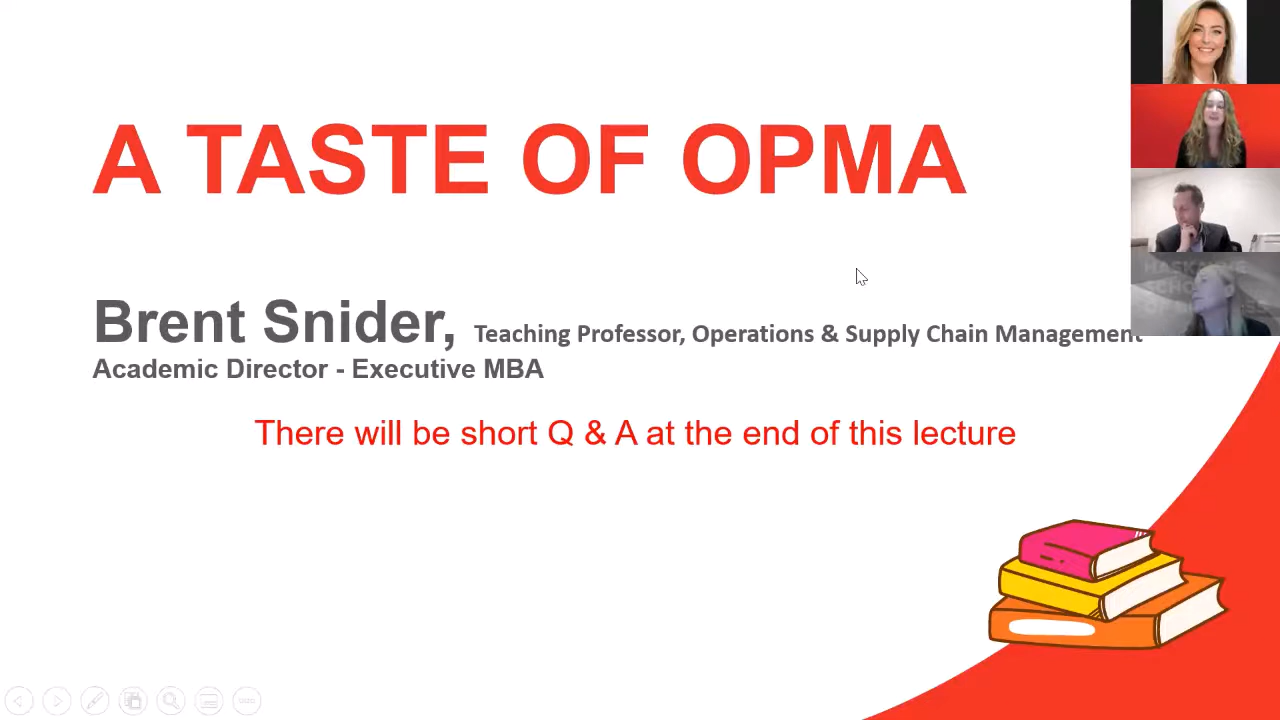 A TASTE OF OPMA
Brent Snider, Teaching Professor, Operations & Supply Chain Management
Academic Director - Executive MBA
There will be short Q & A at the end of this lecture